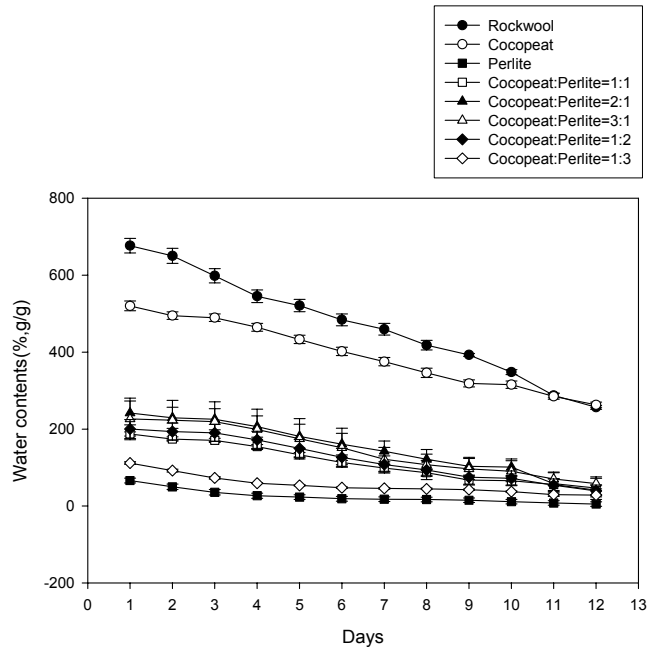 Rockwool
Cocopeat
Perlite
Cocopeat:Perlite=1:1
Cocopeat:Perlite=2:1
Cocopeat:Perlite=3:1
Cocopeat:Perlite=1:2
Cocopeat:Perlite=1:3
800
600
400
200
0
-200
Water contents(%,g/g)
0 1 2 3 4 5 6 7 8 9 10 11 12 13
Days